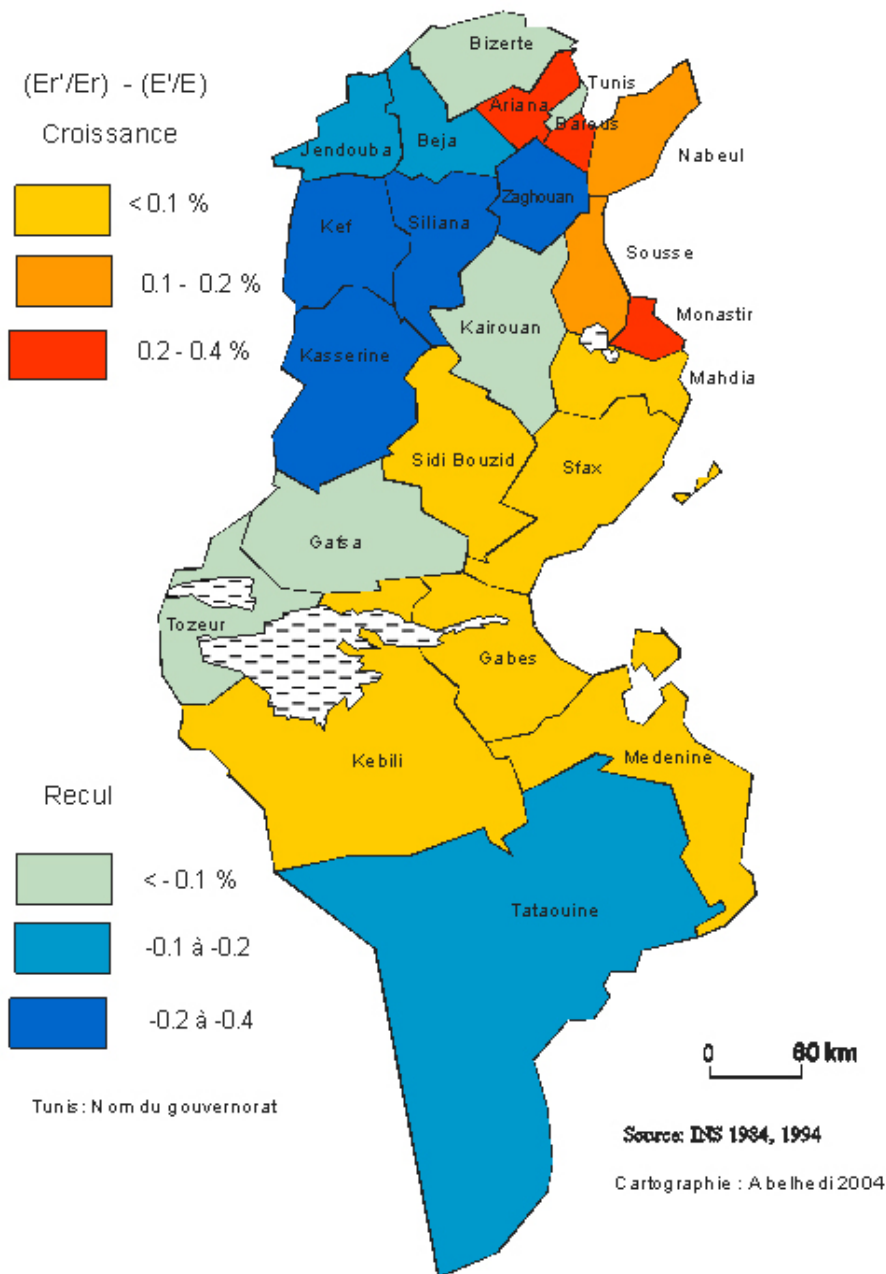 (Er'/Er) - (E'/E)
Croissance
< 0.1 %
0.1 - 0.2 %
0.2 - 0.4 %
Bizerte
Tunis
Ariana
Barous
Nabeul
Jendouba
Beja
Zaghouan
Kef
Siliana
Sousse
Monastir
Kairouan
Kasserine
Mahdia
Sidi Bouzid
Sfax
Gafsa
Tozeur
Gabes
Kebili
Medenine
Tataouine
Recul
< - 0.1 %
-0.1 à -0.2
-0.2 à -0.4
Tunis: Nom du gouvernorat
0 60 km
Source: INS 1984, 1994
Cartographie : Abelhedi 2004